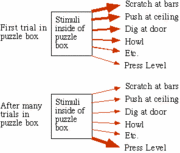 Scratch at bars
Push at ceiling
Dig at door
Howl
Etc.
Press Level
First trial in
puzzle box
Stimuli
inside of
puzzle
box
Scratch at bars
Push at ceiling
Dig at door
Howl
Etc.
Press Level
After many
trials in
puzzle box
Stimuli
inside of
puzzle
box